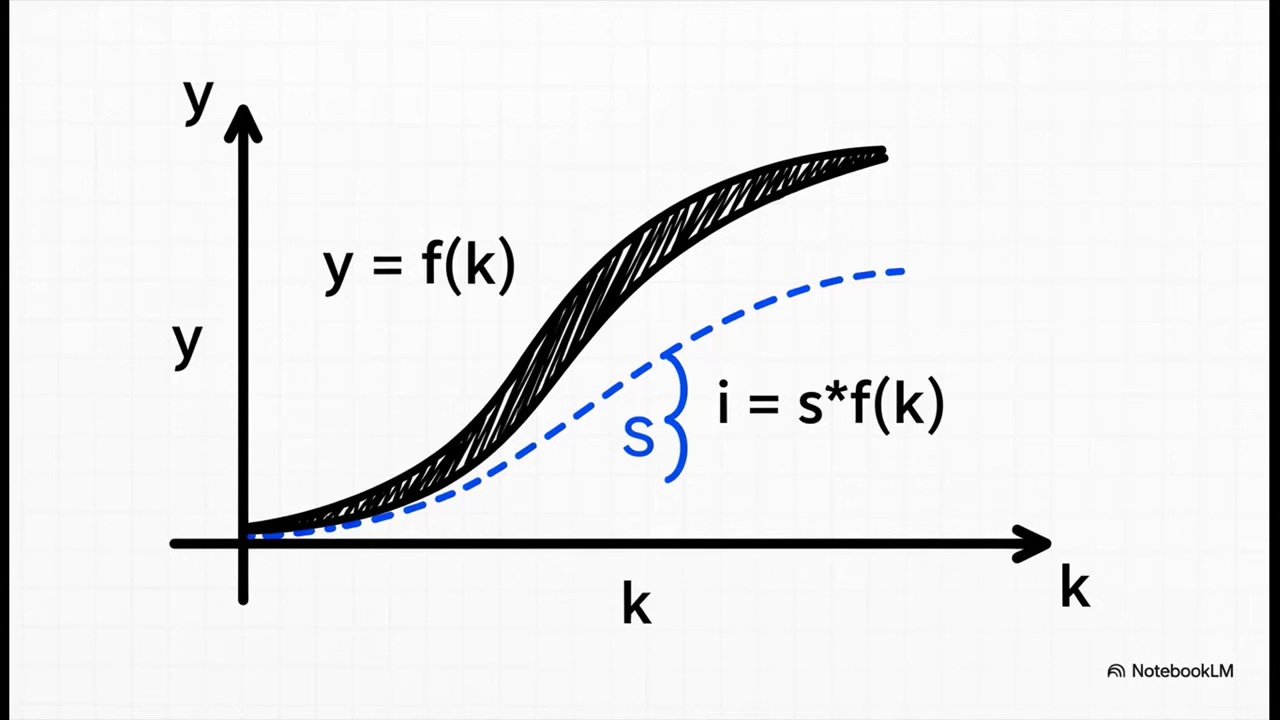 y
y = f(k)
y
i = s*f(k)
s
k
k
NotebookLM